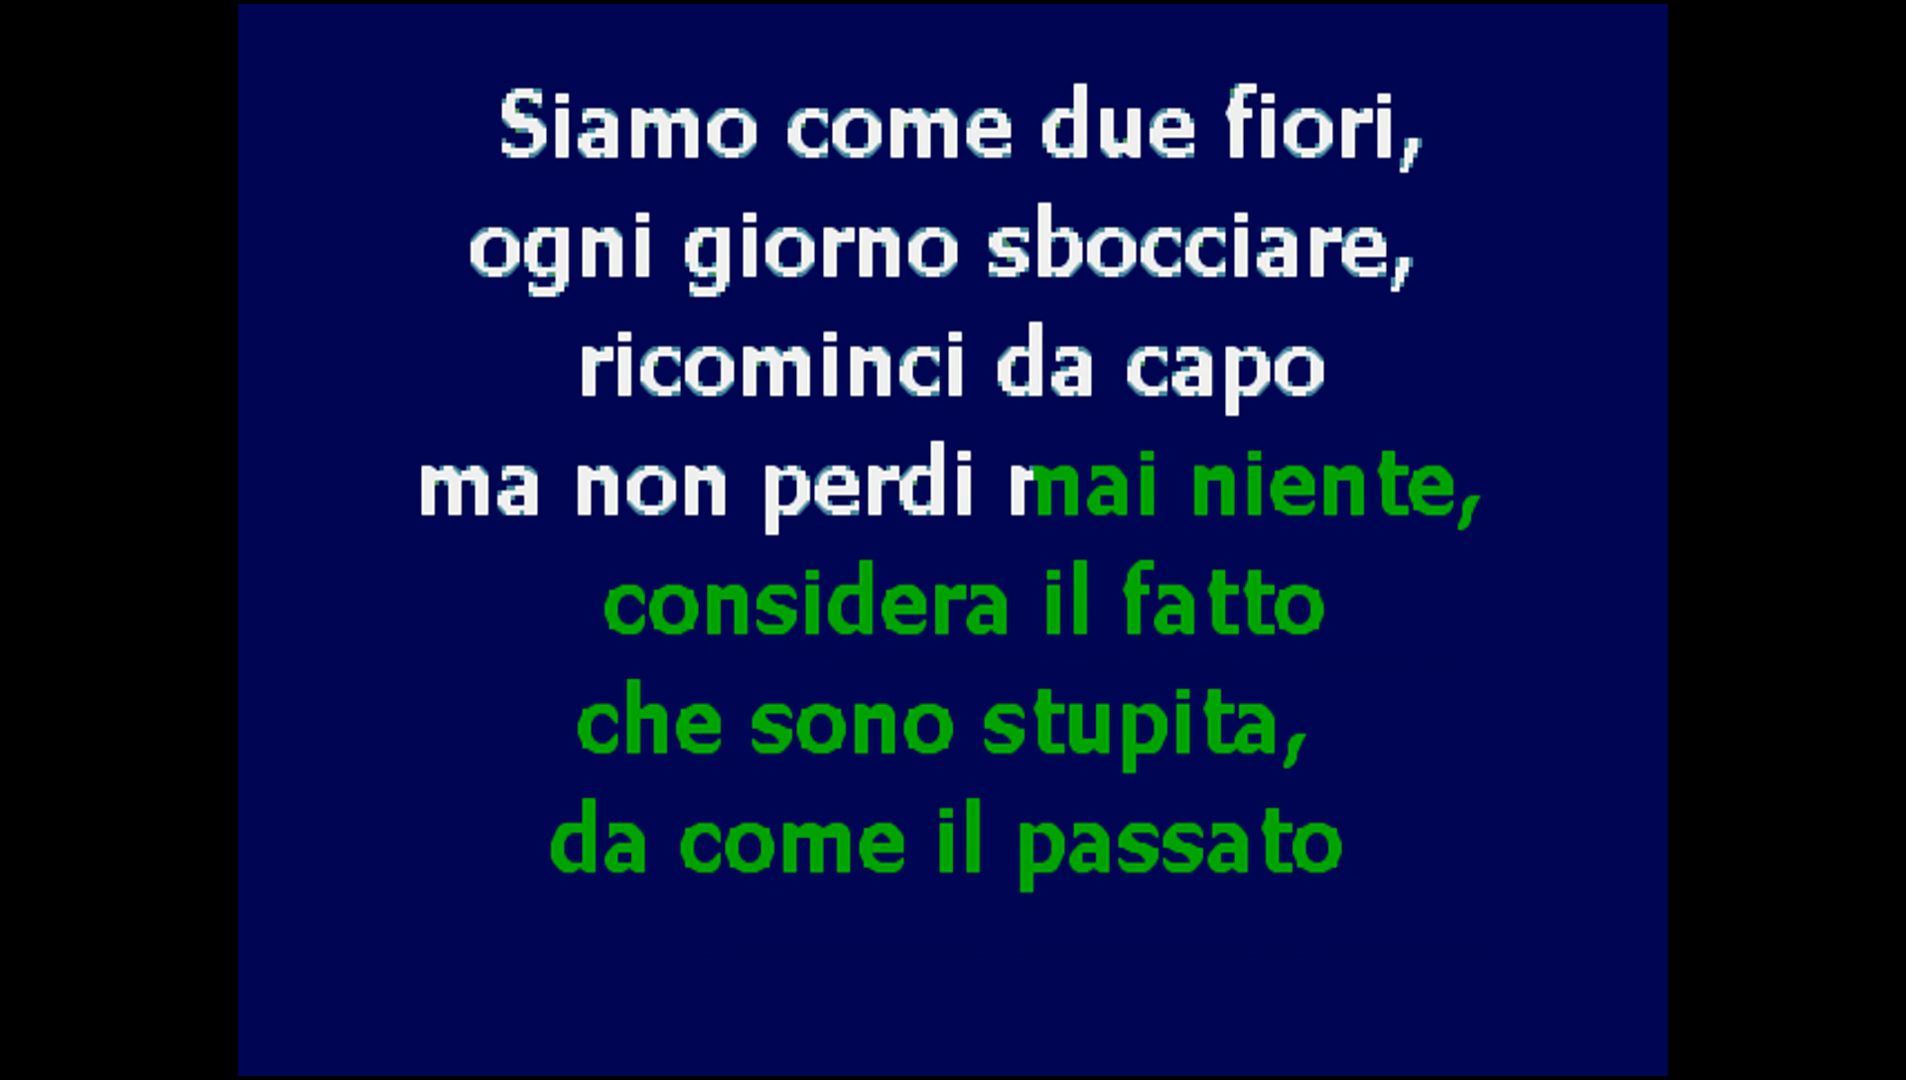 Siamo come due fiori,
ogni giorno sbocciare,
ricominci da capo
ma non perdi mai niente,
considera il fatto
che sono stupita,
da come il passato